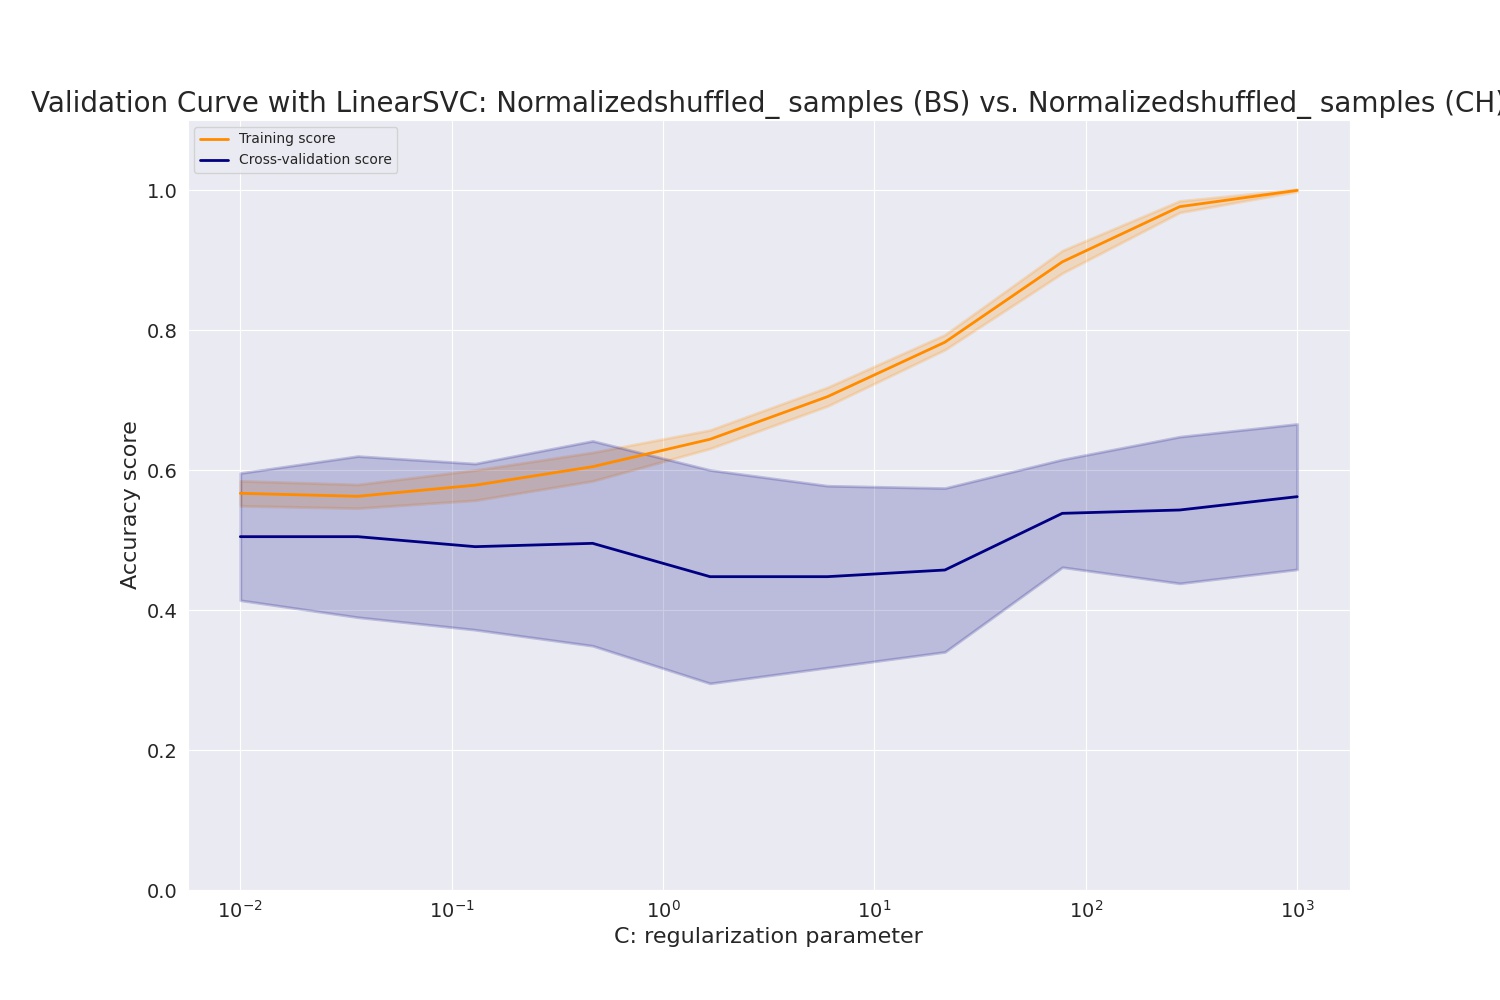 Validation Curve with LinearSVC: Normalizedshuffled_ samples (BS) vs. Normalizedshuffled_ samples (CH)
Training score
Cross-validation score
1.0
0.8
0.6
0.4
0.2
0.0
Accuracy score
10⁻² 10⁻¹ 10⁰ 10¹ 10² 10³
C: regularization parameter